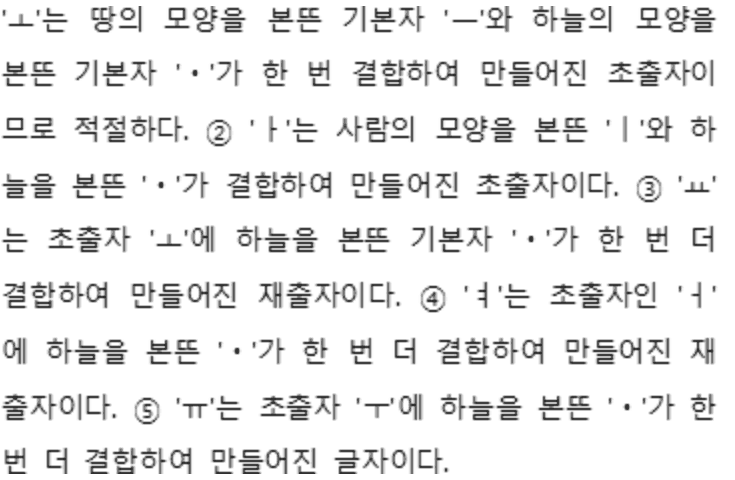 'ㅗ'는 땅의 모양을 본뜬 기본자 'ㅡ'와 하늘의 모양을
본뜬 기본자 'ㆍ'가 한 번 결합하여 만들어진 초출자이
므로 적절하다. ② 'ㅏ'는 사람의 모양을 본뜬 'ㅣ'와 하
늘을 본뜬 'ㆍ'가 결합하여 만들어진 초출자이다. ③ 'ㅛ'
는 초출자 'ㅗ'에 하늘을 본뜬 기본자 'ㆍ'가 한 번 더
결합하여 만들어진 재출자이다. ④ 'ㅕ'는 초출자인 'ㅓ'
에 하늘을 본뜬 'ㆍ'가 한 번 더 결합하여 만들어진 재
출자이다. ⑤ 'ㅠ'는 초출자 'ㅜ'에 하늘을 본뜬 'ㆍ'가 한
번 더 결합하여 만들어진 글자이다.